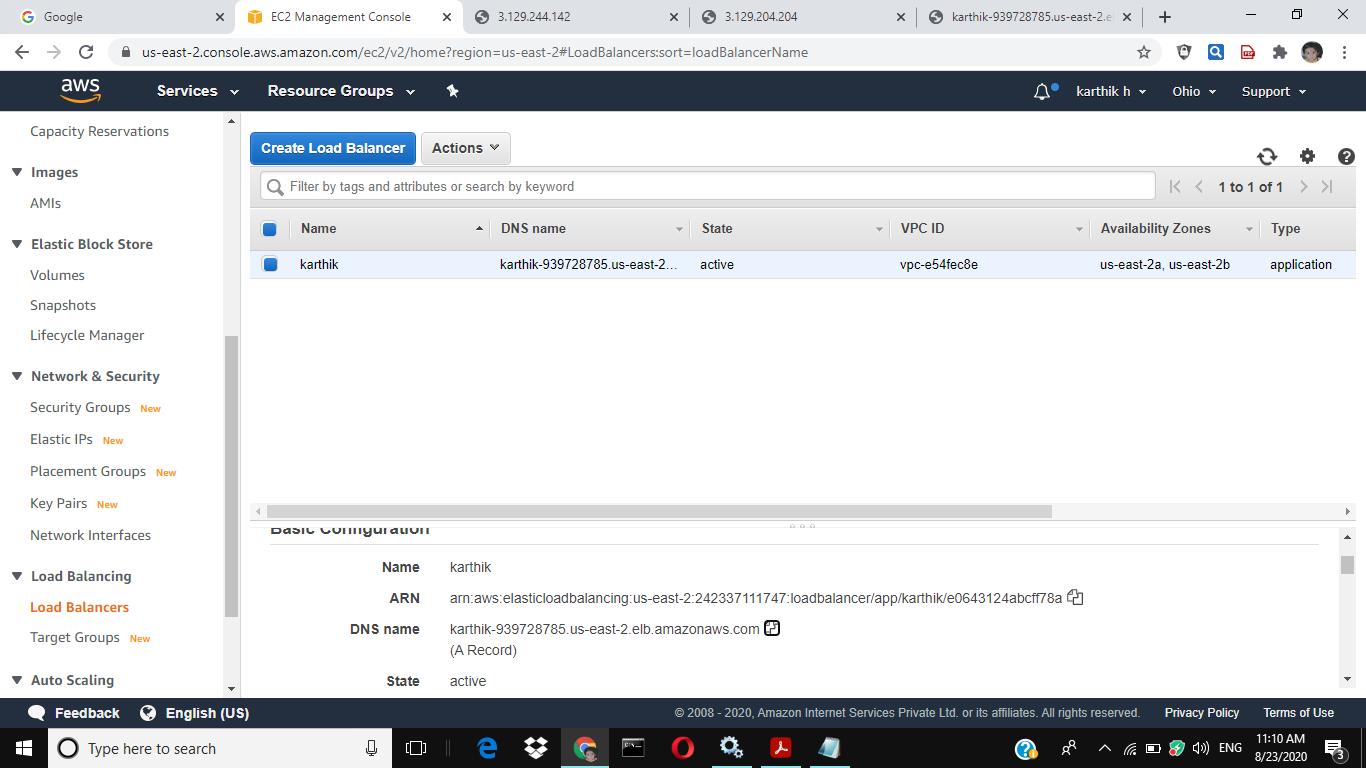 Google
EC2 Management Console
3.129.244.142
3.129.204.204
karthik-939728785.us-east-2.e
us-east-2.console.aws.amazon.com/ec2/v2/home?region=us-east-2#LoadBalancers:sort=loadBalancerName
aws
Services
Resource Groups
karthik h
Ohio
Support
Capacity Reservations
Images
AMIs
Elastic Block Store
Volumes
Snapshots
Lifecycle Manager
Network & Security
Security Groups New
Elastic IPs New
Placement Groups New
Key Pairs New
Network Interfaces
Load Balancing
Load Balancers
Target Groups New
Auto Scaling
Create Load Balancer
Actions
Filter by tags and attributes or search by keyword
1 to 1 of 1
Name DNS name State VPC ID Availability Zones Type
karthik karthik-939728785.us-east-2... active vpc-e54fec8e us-east-2a, us-east-2b application
Basic Configuration
Name karthik
ARN arn:aws:elasticloadbalancing:us-east-2:242337111747:loadbalancer/app/karthik/e0643124abcff78a
DNS name karthik-939728785.us-east-2.elb.amazonaws.com
(A Record)
State active
Feedback
English (US)
© 2008 - 2020, Amazon Internet Services Private Ltd. or its affiliates. All rights reserved.
Privacy Policy
Terms of Use
Type here to search
ENG
11:10 AM
8/23/2020
3